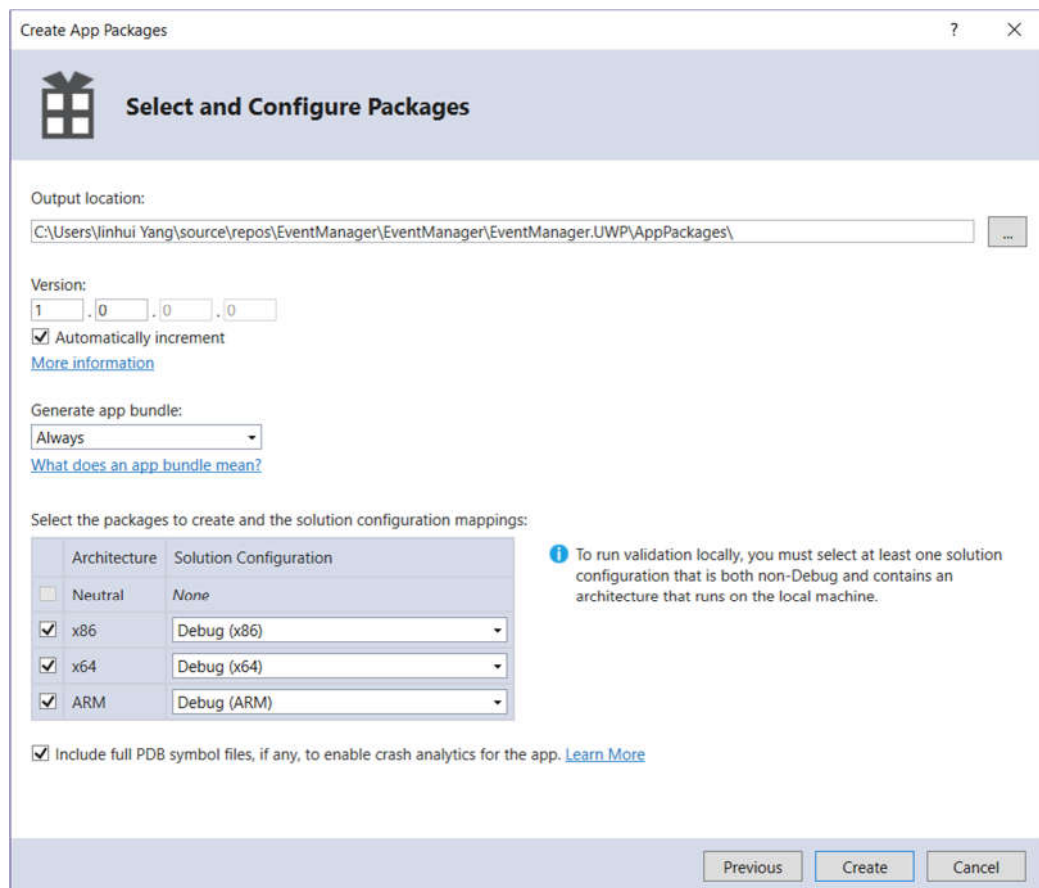 Create App Packages ?
Select and Configure Packages
Output location:
C:\Users\linhui Yang\source\repos\EventManager\EventManager\EventManager.UWP\AppPackages\ ...
Version:
1 . 0 . 0 . 0
Automatically increment
More information
Generate app bundle:
Always
What does an app bundle mean?
Select the packages to create and the solution configuration mappings:
Architecture Solution Configuration
Neutral None
x86 Debug (x86)
x64 Debug (x64)
ARM Debug (ARM)
To run validation locally, you must select at least one solution
configuration that is both non-Debug and contains an
architecture that runs on the local machine.
Include full PDB symbol files, if any, to enable crash analytics for the app. Learn More
Previous Create Cancel